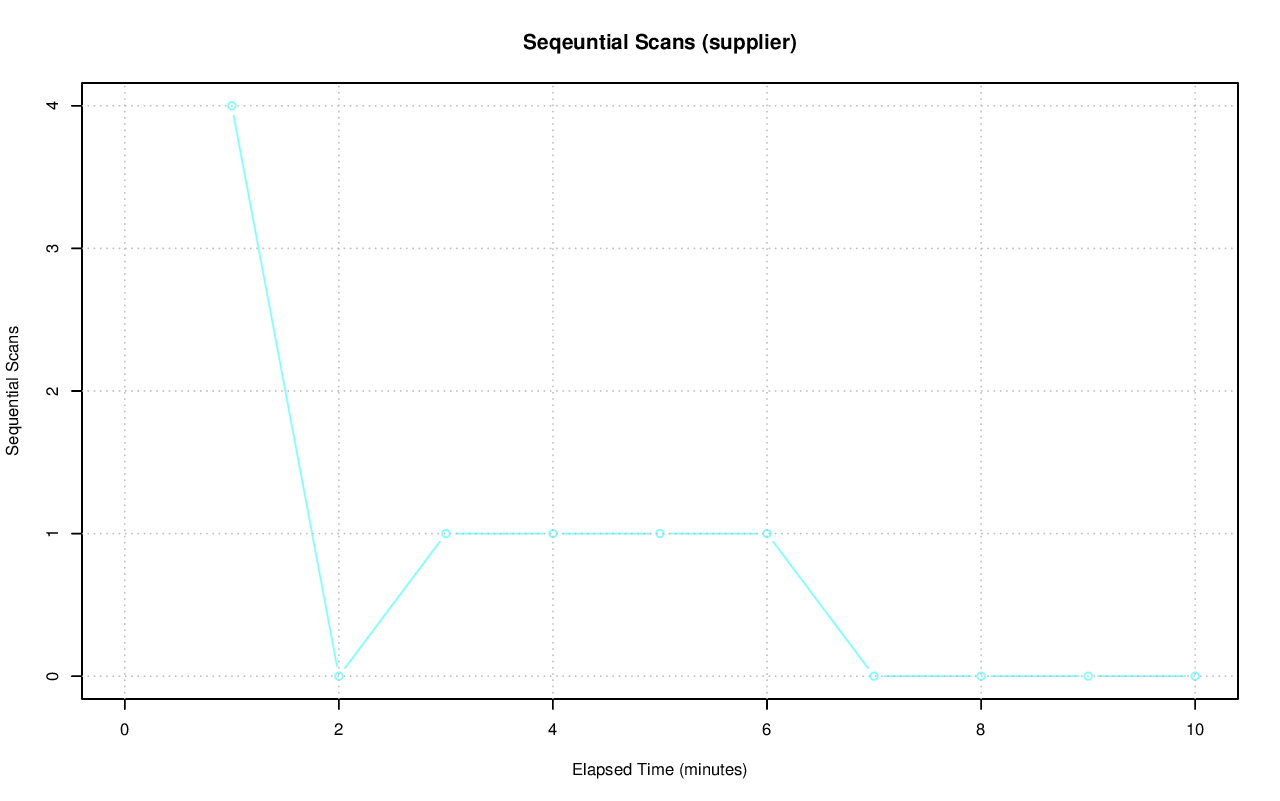 Seqeuntial Scans (supplier)
4
3
2
1
0
Sequential Scans
0 2 4 6 8 10
Elapsed Time (minutes)